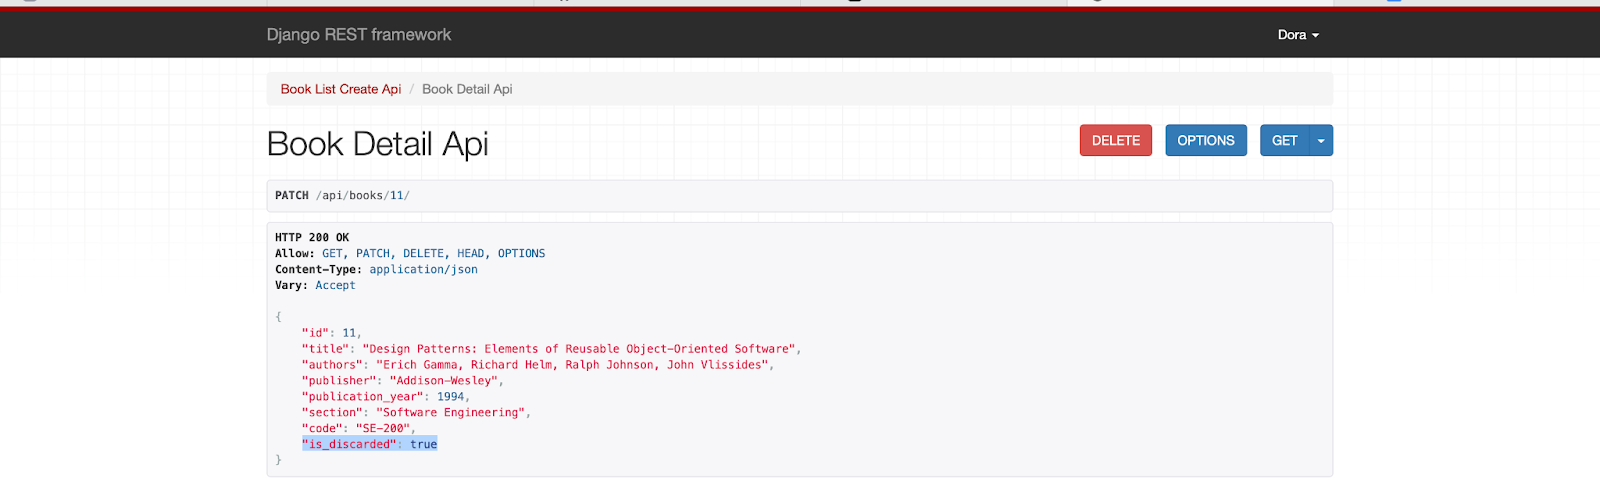 Django REST framework
Dora
Book List Create Api / Book Detail Api
Book Detail Api
DELETE
OPTIONS
GET
PATCH /api/books/11/
HTTP 200 OK
Allow: GET, PATCH, DELETE, HEAD, OPTIONS
Content-Type: application/json
Vary: Accept
{
    "id": 11,
    "title": "Design Patterns: Elements of Reusable Object-Oriented Software",
    "authors": "Erich Gamma, Richard Helm, Ralph Johnson, John Vlissides",
    "publisher": "Addison-Wesley",
    "publication_year": 1994,
    "section": "Software Engineering",
    "code": "SE-200",
    "is_discarded": true
}